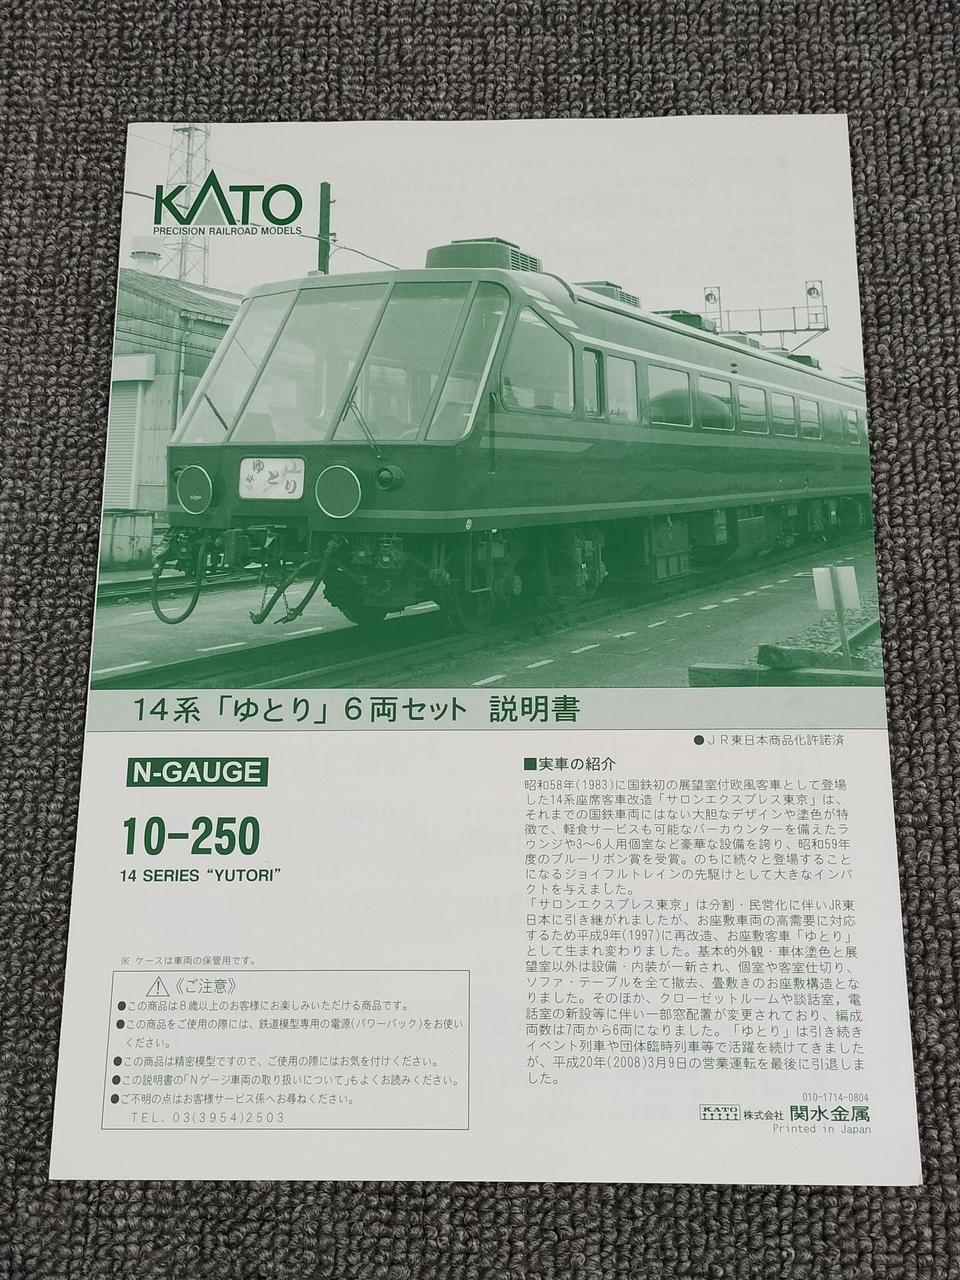 KATO
PRECISION RAILROAD MODELS
ゆとり
14系「ゆとり」6両セット 説明書
●JR東日本商品化許諾済
N-GAUGE
10-250
14 SERIES “YUTORI”
※ ケースは車両の保管用です。
《ご注意》
●この商品は8歳以上のお客様にお楽しみいただける商品です。
●この商品をご使用の際には、鉄道模型専用の電源(パワーパック)をお使い
ください。
●この商品は精密模型ですので、ご使用の際にはお気を付けください。
●この説明書の「Nゲージ車両の取り扱いについて」もよくお読みください。
●ご不明の点はお客様サービス係へお尋ねください。
TEL. 03(3954)2503
■実車の紹介
昭和58年(1983)に国鉄初の展望室付欧風客車として登場
した14系座席客車改造「サロンエクスプレス東京」は、
それまでの国鉄車両にはない大胆なデザインや塗色が特
徴で、軽食サービスも可能なバーカウンターを備えたラ
ウンジや3～6人用個室など豪華な設備を誇り、昭和59年
度のブルーリボン賞を受賞。のちに続々と登場すること
になるジョイフルトレインの先駆けとして大きなインパ
クトを与えました。
「サロンエクスプレス東京」は分割・民営化に伴いJR東
日本に引き継がれましたが、お座敷車両の高需要に対応
するため平成9年(1997)に再改造、お座敷客車「ゆとり」
として生まれ変わりました。基本的外観・車体塗色と展
望室以外は設備・内装が一新され、個室や客室仕切り、
ソファ・テーブルを全て撤去、畳敷きのお座敷構造とな
りました。そのほか、クローゼットルームや談話室，電
話室の新設等に伴い一部窓配置が変更されており、編成
両数は7両から6両になりました。「ゆとり」は引き続き
イベント列車や団体臨時列車等で活躍を続けてきました
が、平成20年(2008)3月9日の営業運転を最後に引退しま
した。
010-1714-0804
KATO 株式会社 関水金属
Printed in Japan